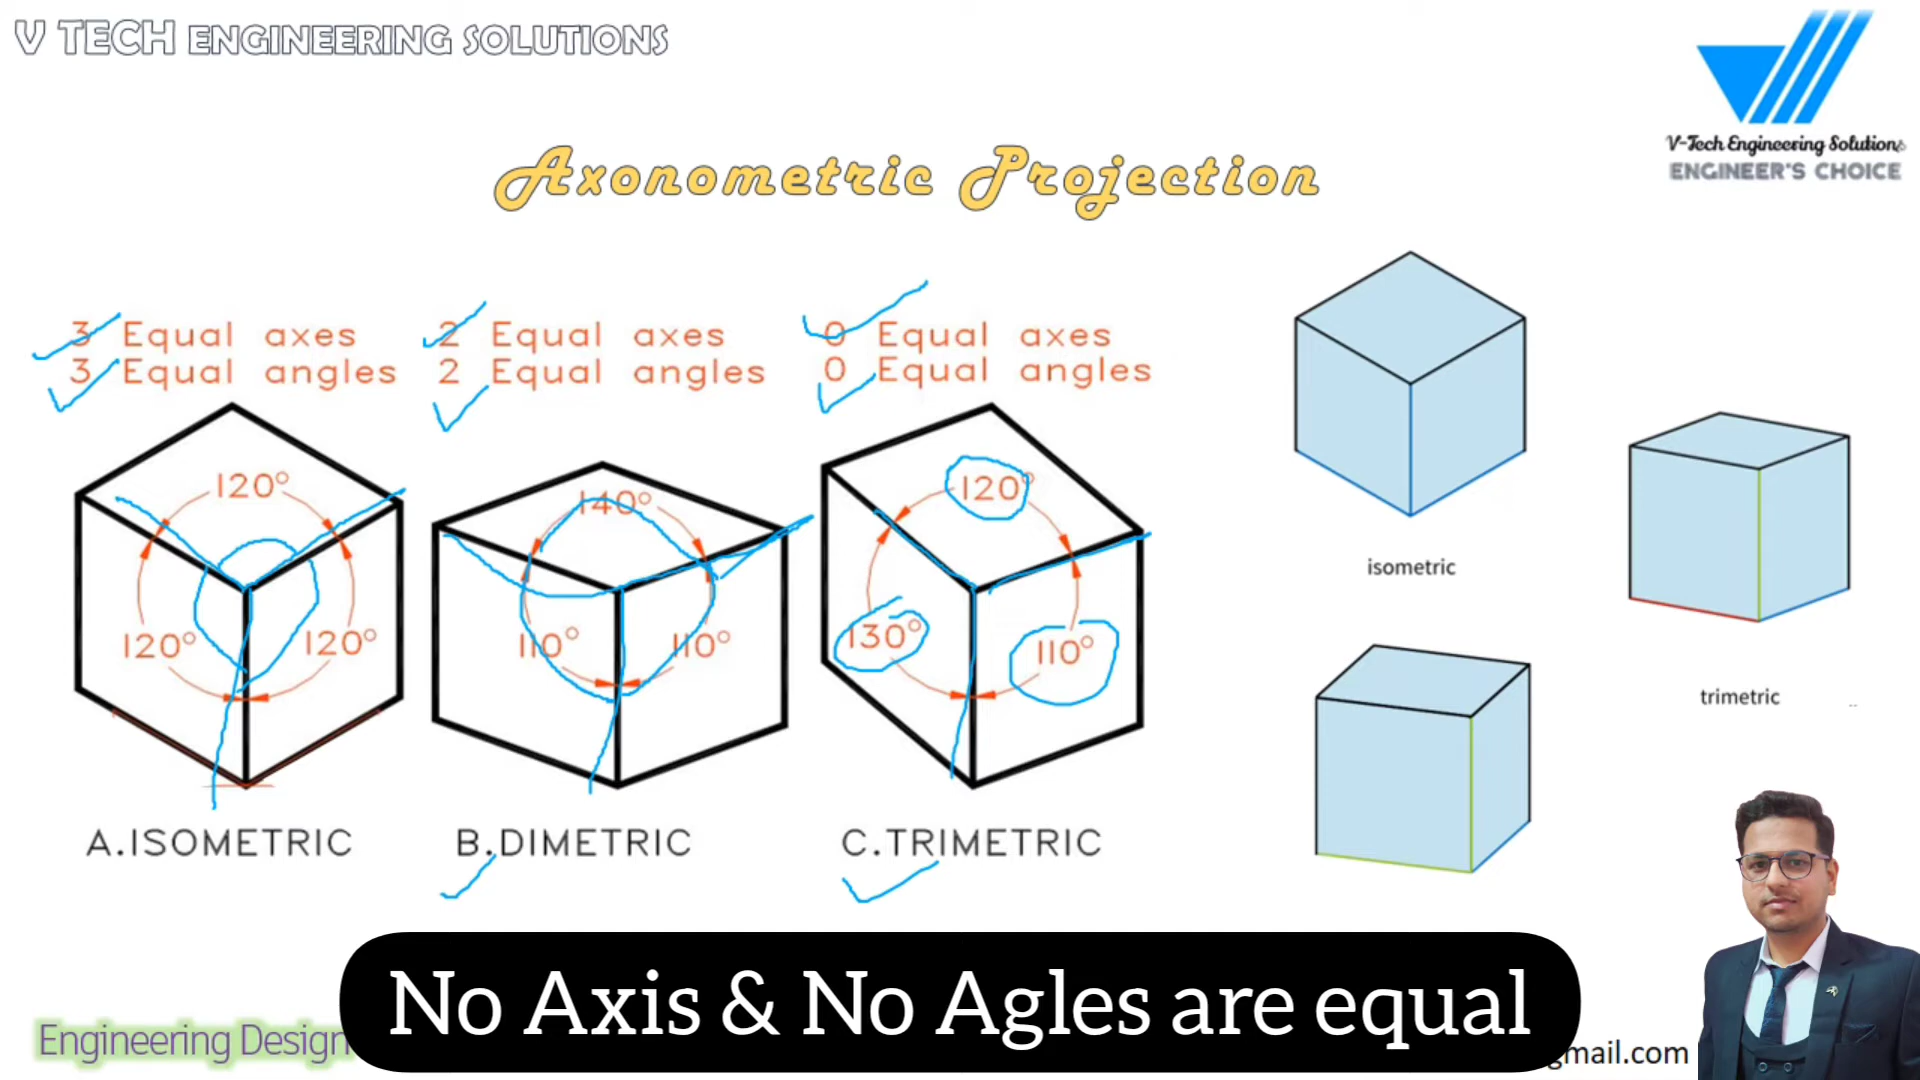 V TECH ENGINEERING SOLUTIONS
V-Tech Engineering Solutions
ENGINEER'S CHOICE
Axonometric Projection
3 Equal axes
3 Equal angles
2 Equal axes
2 Equal angles
0 Equal axes
0 Equal angles
120°
120°
120°
140°
110°
110°
120°
130°
110°
isometric
trimetric
A.ISOMETRIC
B.DIMETRIC
C.TRIMETRIC
No Axis & No Agles are equal
Engineering Design
gmail.com